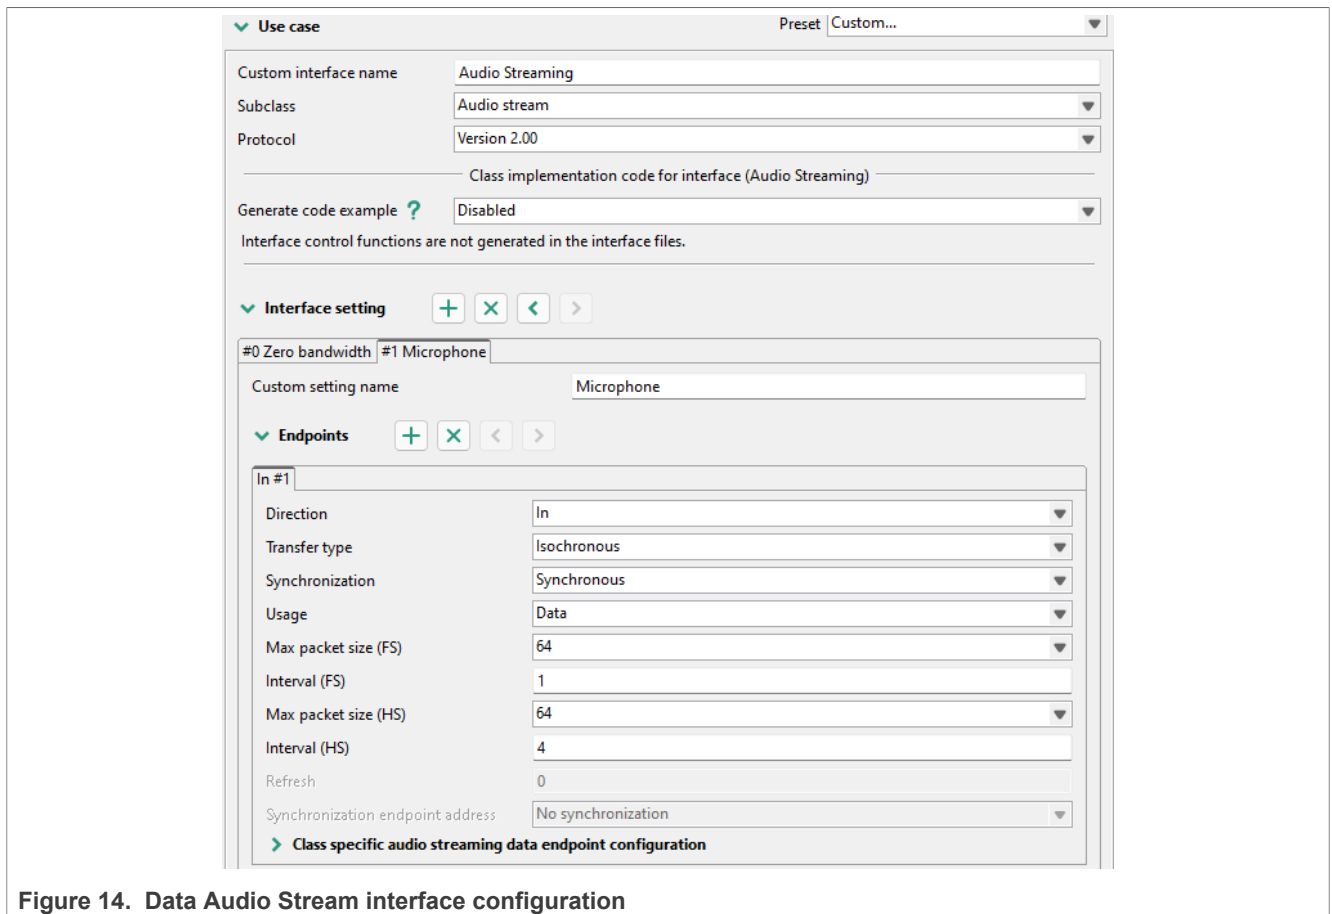 Use case Preset Custom...
Custom interface name Audio Streaming
Subclass Audio stream
Protocol Version 2.00
Class implementation code for interface (Audio Streaming)
Generate code example ? Disabled
Interface control functions are not generated in the interface files.
Interface setting
#0 Zero bandwidth #1 Microphone
Custom setting name Microphone
Endpoints
In #1
Direction In
Transfer type Isochronous
Synchronization Synchronous
Usage Data
Max packet size (FS) 64
Interval (FS) 1
Max packet size (HS) 64
Interval (HS) 4
Refresh 0
Synchronization endpoint address No synchronization
Class specific audio streaming data endpoint configuration
Figure 14. Data Audio Stream interface configuration